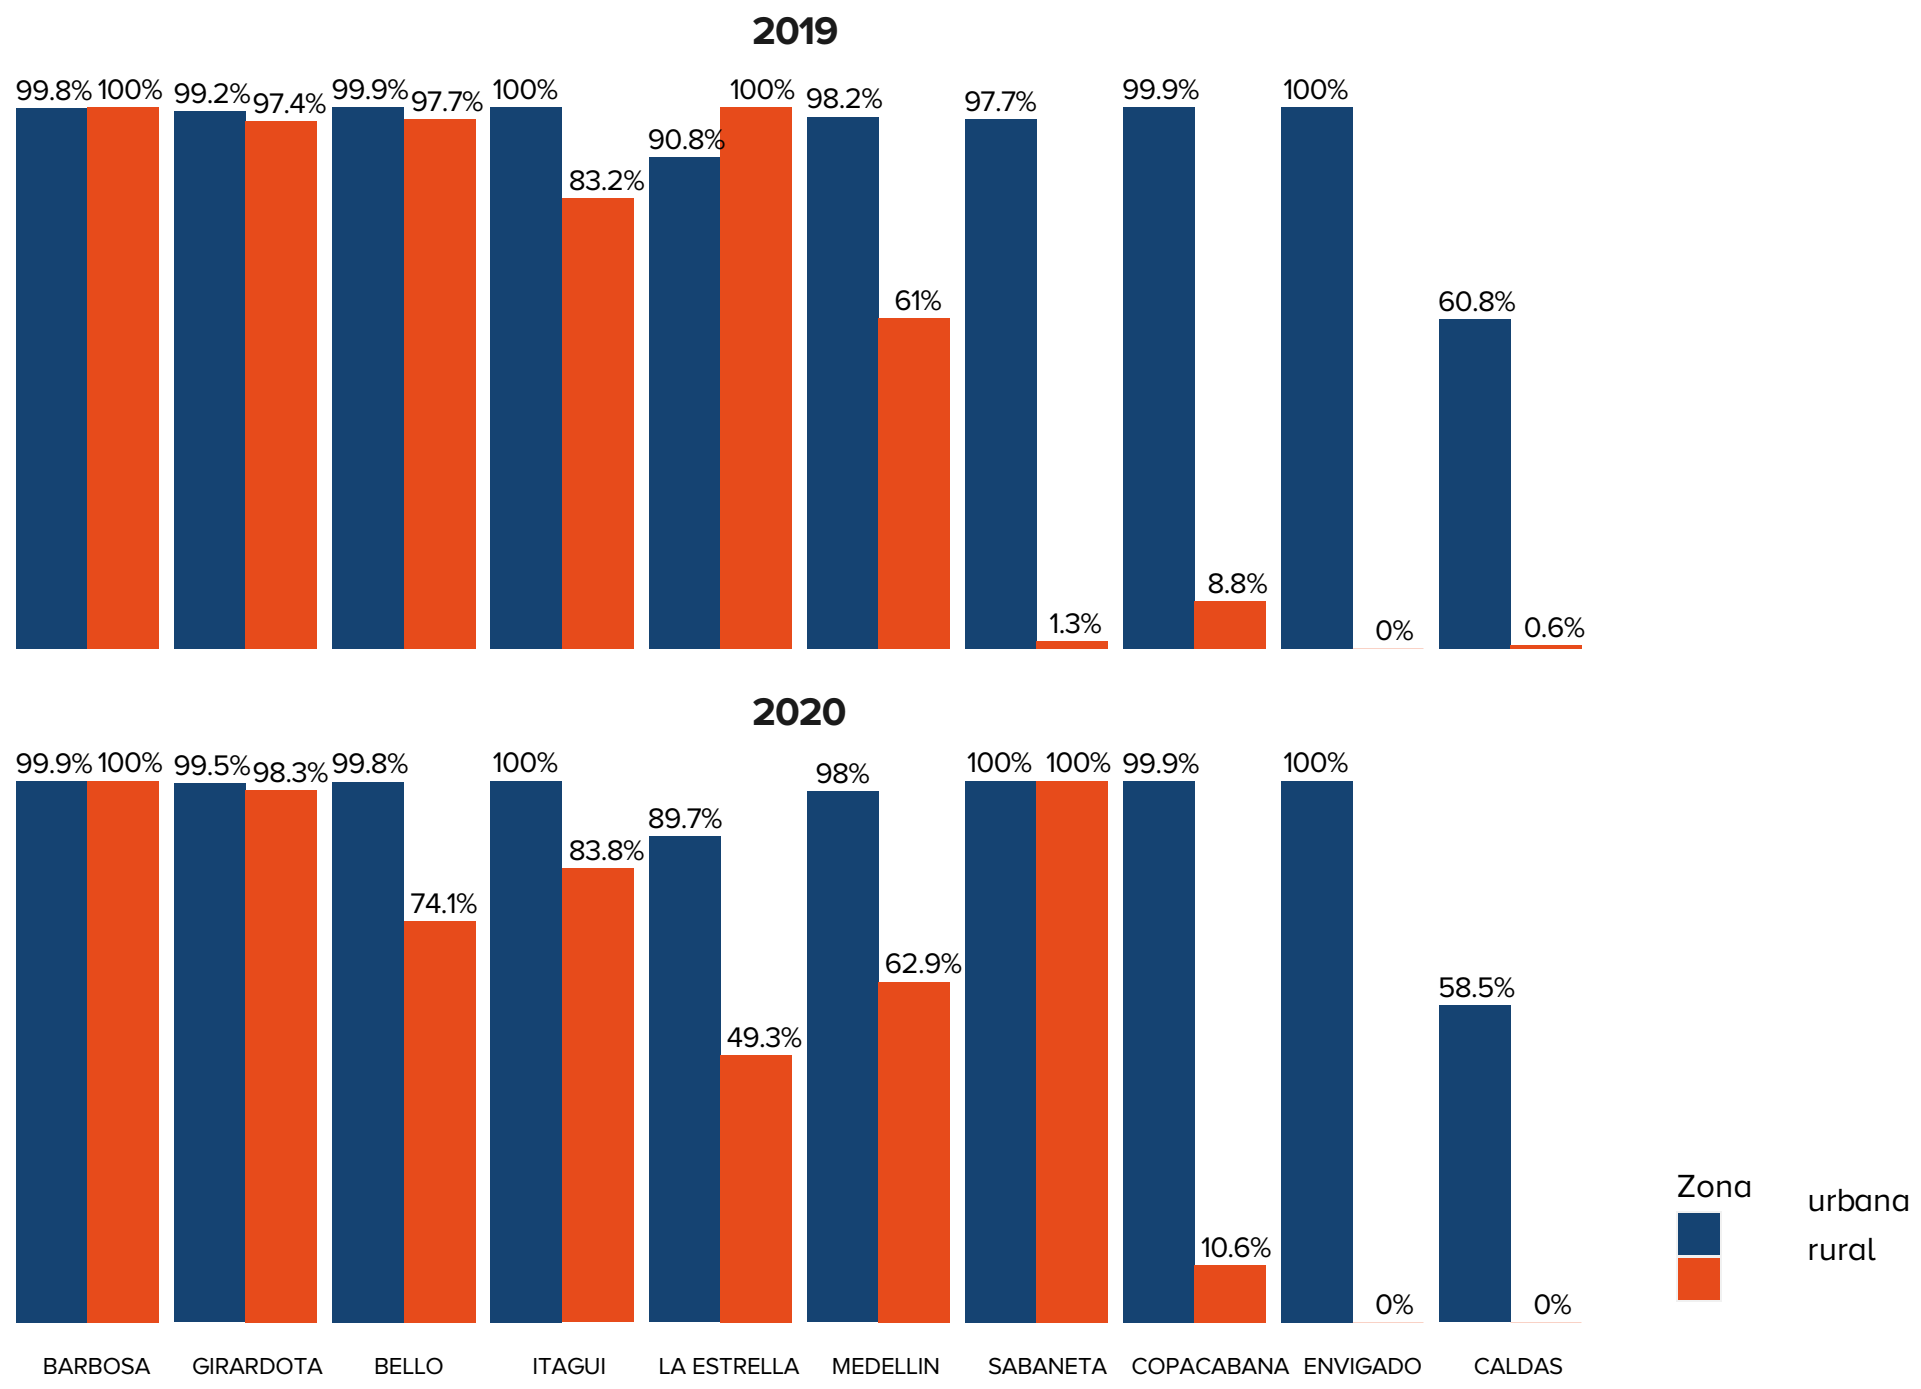 2019
99.8% 100% 99.2% 97.4% 99.9% 97.7% 100% 83.2% 90.8% 100% 98.2% 61% 97.7% 1.3% 99.9% 8.8% 100% 0% 60.8% 0.6%
2020
99.9% 100% 99.5% 98.3% 99.8% 74.1% 100% 83.8% 89.7% 49.3% 98% 62.9% 100% 100% 99.9% 10.6% 100% 0% 58.5% 0%
BARBOSA GIRARDOTA BELLO ITAGUI LA ESTRELLA MEDELLIN SABANETA COPACABANA ENVIGADO CALDAS
Zona
urbana
rural